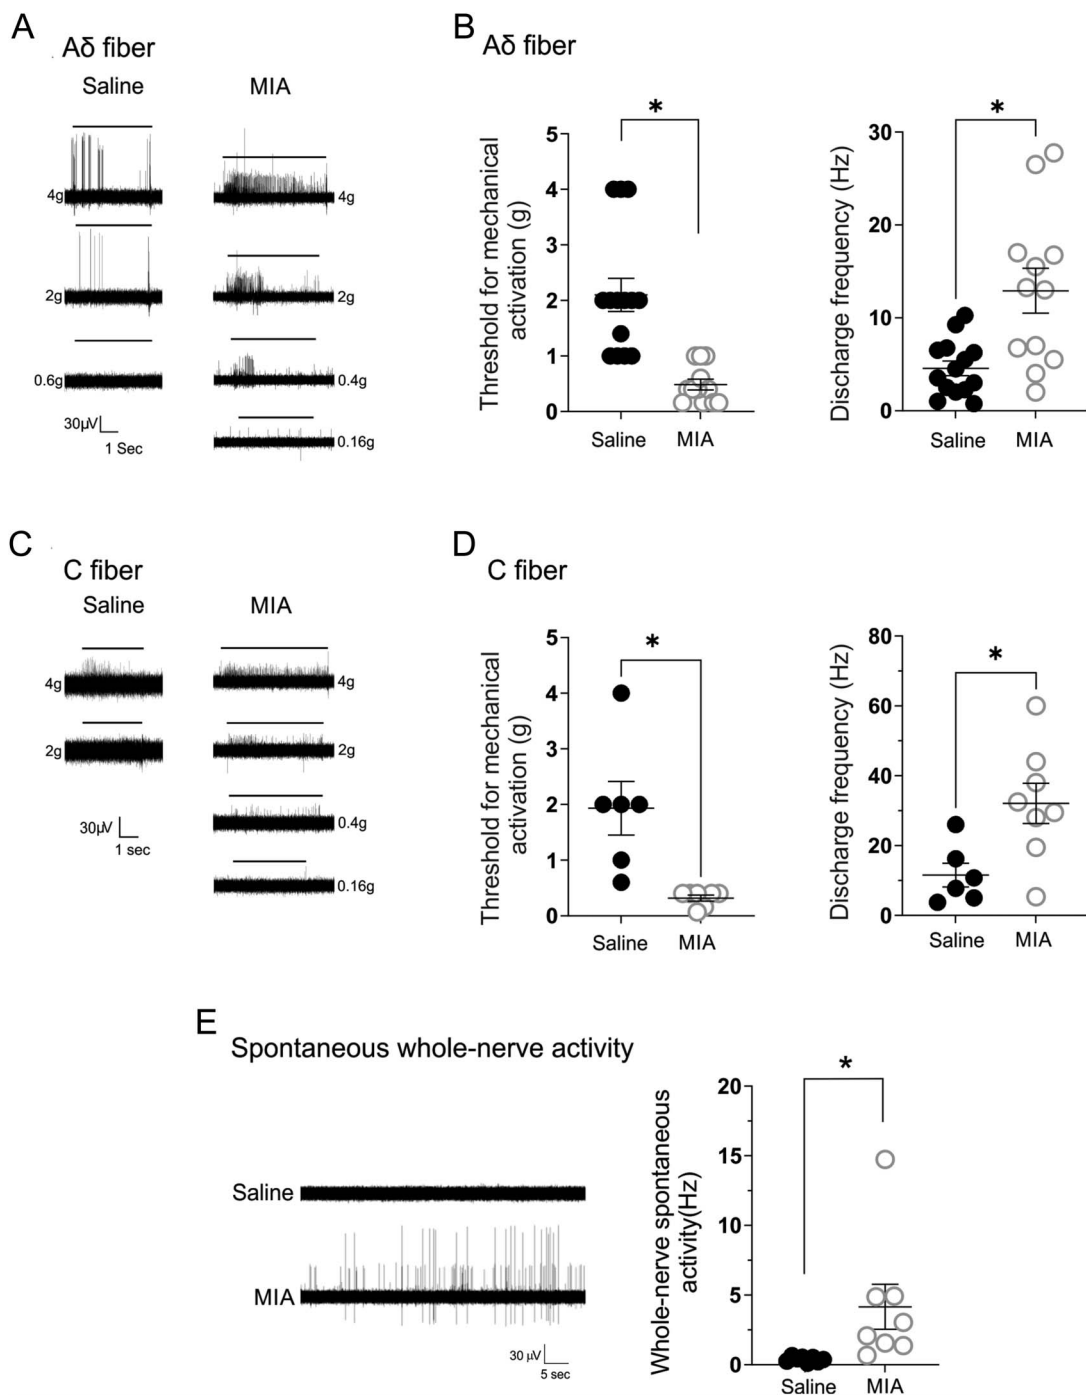 A
Aδ fiber
Saline MIA
4g 4g
2g 2g
0.6g 0.4g
0.16g
30µV
1 Sec
B
Aδ fiber
Threshold for mechanical
activation (g)
5
4
3
2
1
0
*
Saline MIA
Discharge frequency (Hz)
30
20
10
0
*
Saline MIA
C
C fiber
Saline MIA
4g 4g
2g 2g
0.4g
0.16g
30µV
1 sec
D
C fiber
Threshold for mechanical
activation (g)
5
4
3
2
1
0
*
Saline MIA
Discharge frequency (Hz)
80
60
40
20
0
*
Saline MIA
E
Spontaneous whole-nerve activity
Saline
MIA
30 µV
5 sec
Whole-nerve spontaneous
activity(Hz)
20
15
10
5
0
*
Saline MIA